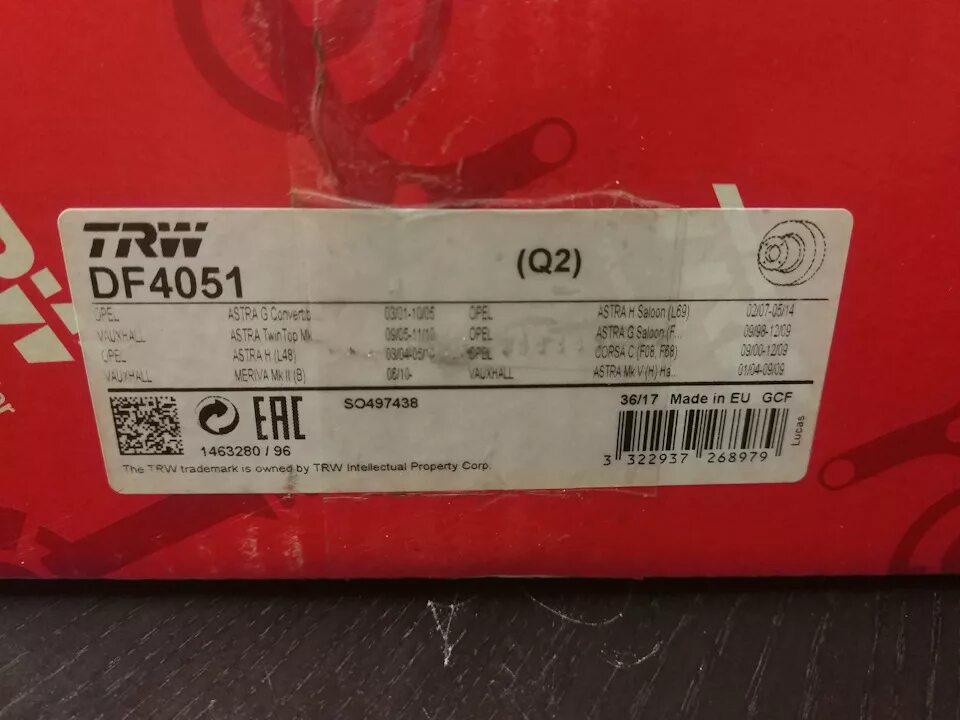 TRW
DF4051
(Q2)
OPEL ASTRA G Convertib... 03/01-10/05 OPEL ASTRA H Saloon (L69) 02/07-05/14
VAUXHALL ASTRA TwinTop Mk 09/05-11/10 OPEL ASTRA G Saloon (F... 09/98-12/09
OPEL ASTRA H (L48) 03/04-05/ OPEL CORSA C (F08, F68) 09/00-12/09
VAUXHALL MERIVA Mk II (B) 06/10- VAUXHALL ASTRA Mk V (H) Ha... 01/04-09/09
EAC
SO497438
36/17 Made in EU GCF
1463280 / 96
Lucas
3 322937 268979
The TRW trademark is owned by TRW Intellectual Property Corp.